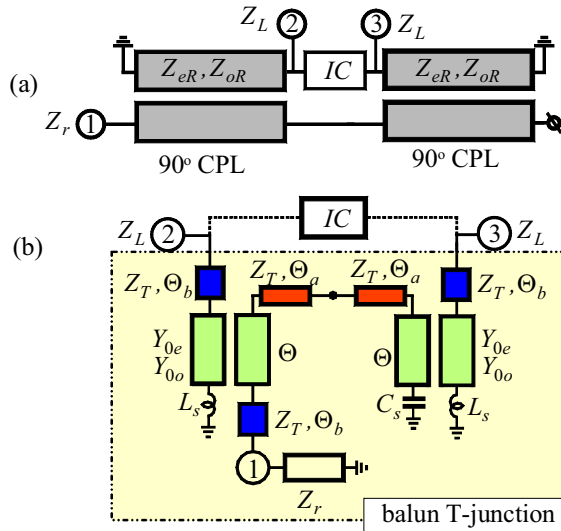 (a)
Z_L 2 3 Z_L
Z_eR, Z_oR IC Z_eR, Z_oR
Z_r 1
90° CPL 90° CPL
(b)
Z_L 2 IC 3 Z_L
Z_T, Θ_b Z_T, Θ_a Z_T, Θ_a Z_T, Θ_b
Y_0e Θ Θ Y_0e
Y_0o Y_0o
L_s C_s L_s
Z_T, Θ_b
1
Z_r
balun T-junction